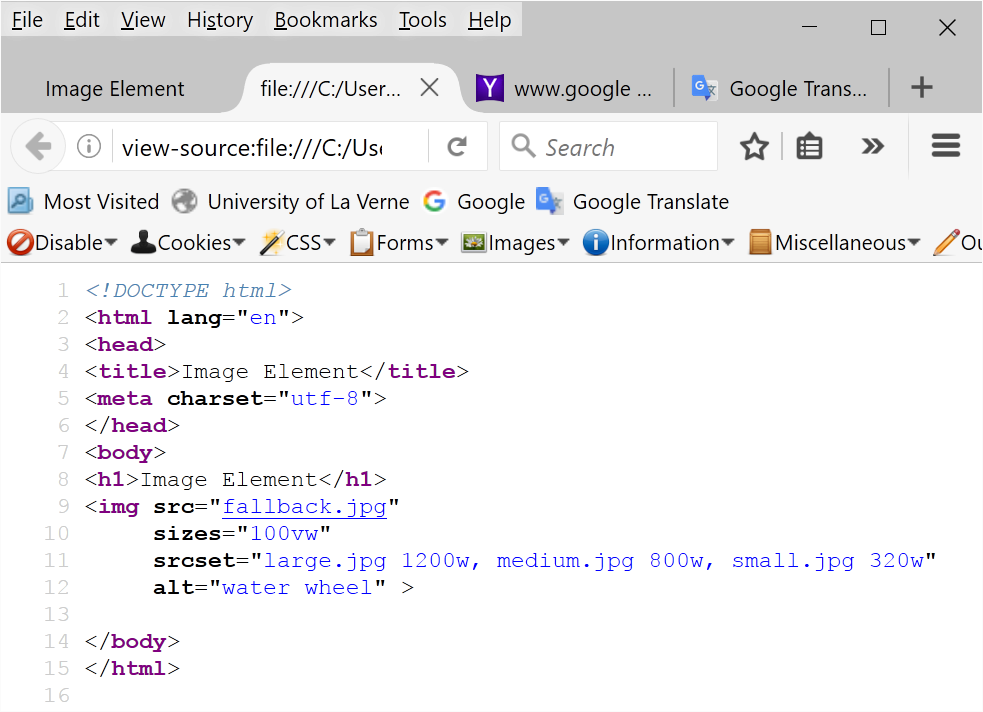 File Edit View History Bookmarks Tools Help
Image Element file:///C:/User... Y www.google ... G Google Trans...
view-source:file:///C:/Use Search
Most Visited University of La Verne G Google G Google Translate
Disable Cookies CSS Forms Images Information Miscellaneous Ou
1 <!DOCTYPE html>
2 <html lang="en">
3 <head>
4 <title>Image Element</title>
5 <meta charset="utf-8">
6 </head>
7 <body>
8 <h1>Image Element</h1>
9 <img src="fallback.jpg"
10 sizes="100vw"
11 srcset="large.jpg 1200w, medium.jpg 800w, small.jpg 320w"
12 alt="water wheel" >
13
14 </body>
15 </html>
16